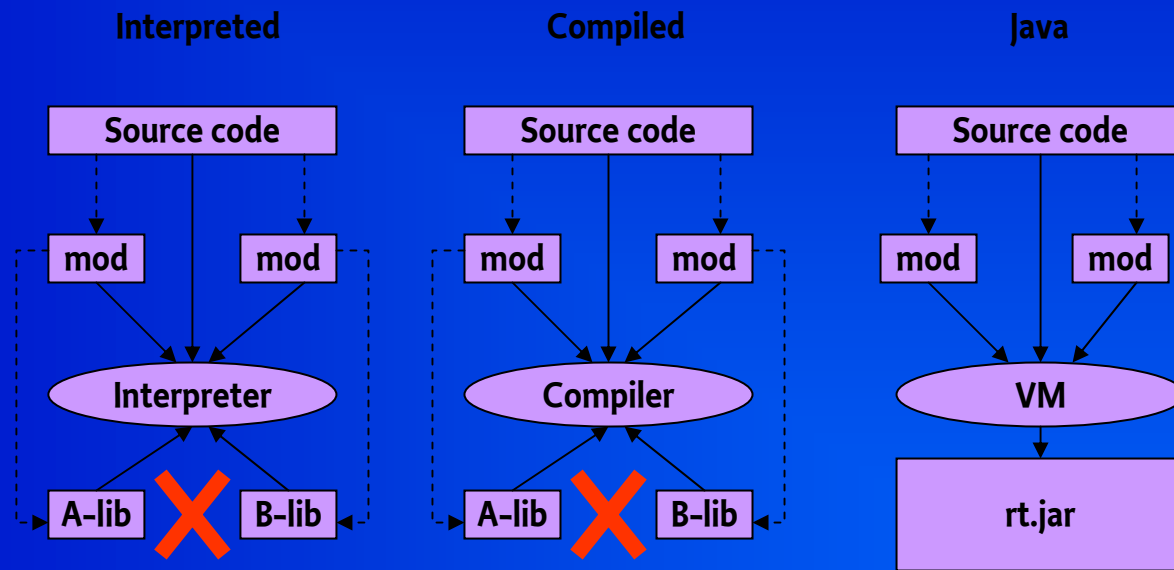 Interpreted
Compiled
Java
Source code
Source code
Source code
mod
mod
mod
mod
mod
mod
Interpreter
Compiler
VM
A-lib
B-lib
A-lib
B-lib
rt.jar